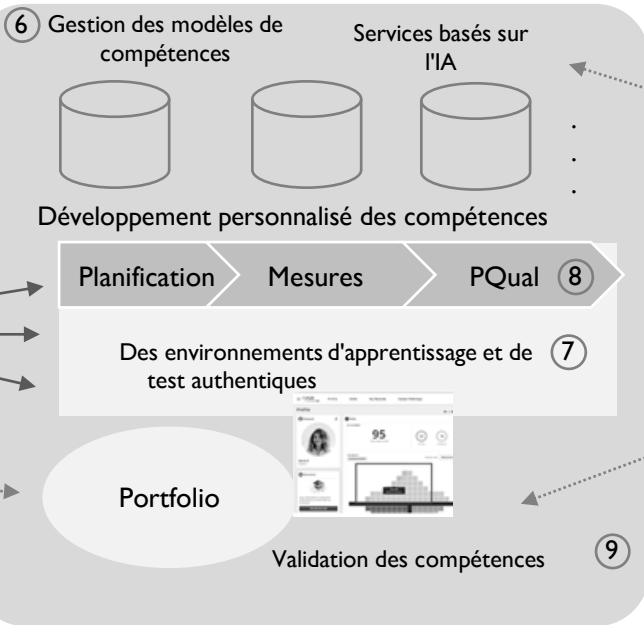 6 Gestion des modèles de
compétences
Services basés sur
l'IA
Développement personnalisé des compétences
Planification
Mesures
PQual 8
Des environnements d'apprentissage et de 7
test authentiques
95
Portfolio
Validation des compétences 9